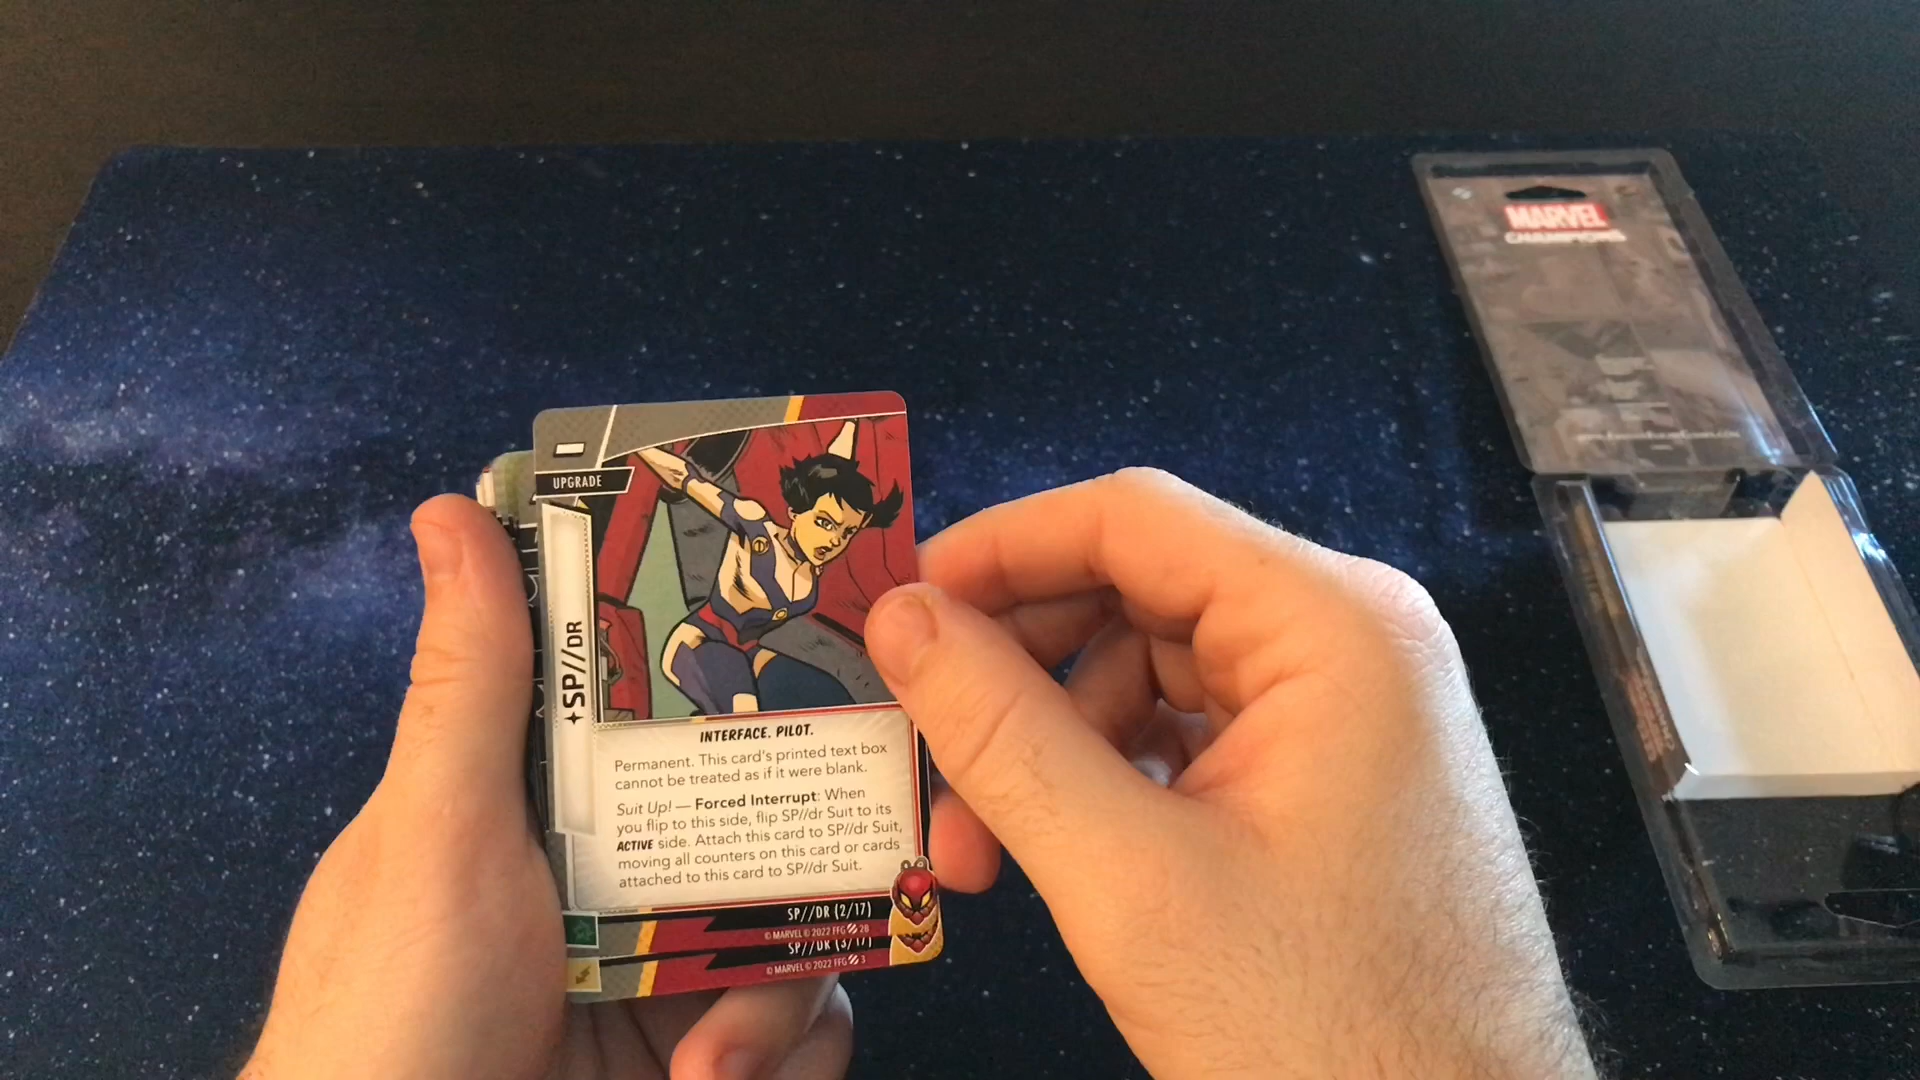 MARVEL
CHAMPIONS
UPGRADE
SP//DR
INTERFACE. PILOT.
Permanent. This card's printed text box
cannot be treated as if it were blank.
Suit Up! — Forced Interrupt: When
you flip to this side, flip SP//dr Suit to its
ACTIVE side. Attach this card to SP//dr Suit,
moving all counters on this card or cards
attached to this card to SP//dr Suit.
SP//DR (2/17)
© MARVEL © 2022 FFG 2B
SP//DR (3/17)
© MARVEL © 2022 FFG 3